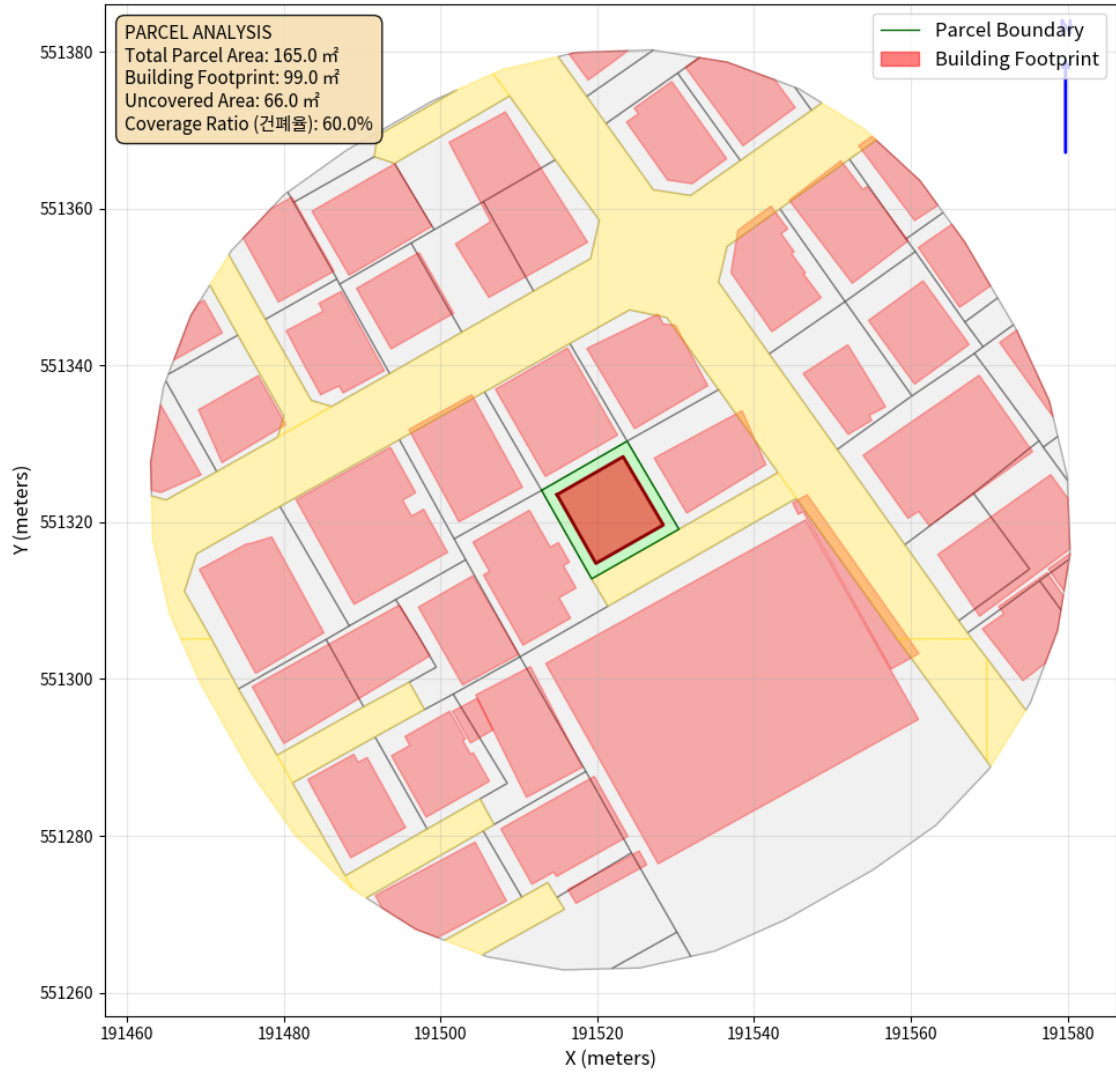 PARCEL ANALYSIS
Total Parcel Area: 165.0 ㎡
Building Footprint: 99.0 ㎡
Uncovered Area: 66.0 ㎡
Coverage Ratio (건폐율): 60.0%
Parcel Boundary
Building Footprint
N
551380
551360
551340
551320
551300
551280
551260
Y (meters)
191460
191480
191500
191520
191540
191560
191580
X (meters)